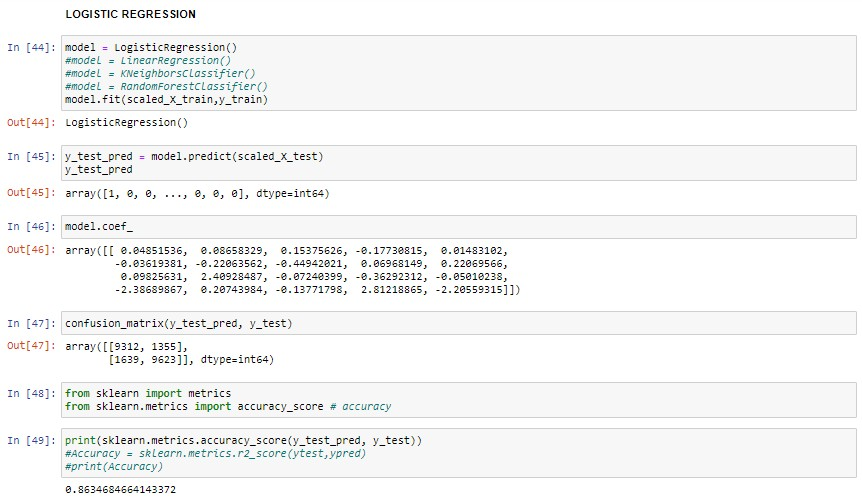 LOGISTIC REGRESSION
In [44]: model = LogisticRegression()
#model = LinearRegression()
#model = KNeighborsClassifier()
#model = RandomForestClassifier()
model.fit(scaled_X_train,y_train)
Out[44]: LogisticRegression()
In [45]: y_test_pred = model.predict(scaled_X_test)
y_test_pred
Out[45]: array([1, 0, 0, ..., 0, 0, 0], dtype=int64)
In [46]: model.coef_
Out[46]: array([[ 0.04851536, 0.08658329, 0.15375626, -0.17730815, 0.01483102,
-0.03619381, -0.22063562, -0.44942021, 0.06968149, 0.22069566,
0.09825631, 2.40928487, -0.07240399, -0.36292312, -0.05010238,
-2.38689867, 0.20743984, -0.13771798, 2.81218865, -2.20559315]])
In [47]: confusion_matrix(y_test_pred, y_test)
Out[47]: array([[9312, 1355],
[1639, 9623]], dtype=int64)
In [48]: from sklearn import metrics
from sklearn.metrics import accuracy_score # accuracy
In [49]: print(sklearn.metrics.accuracy_score(y_test_pred, y_test))
#Accuracy = sklearn.metrics.r2_score(ytest,ypred)
#print(Accuracy)
0.8634684664143372